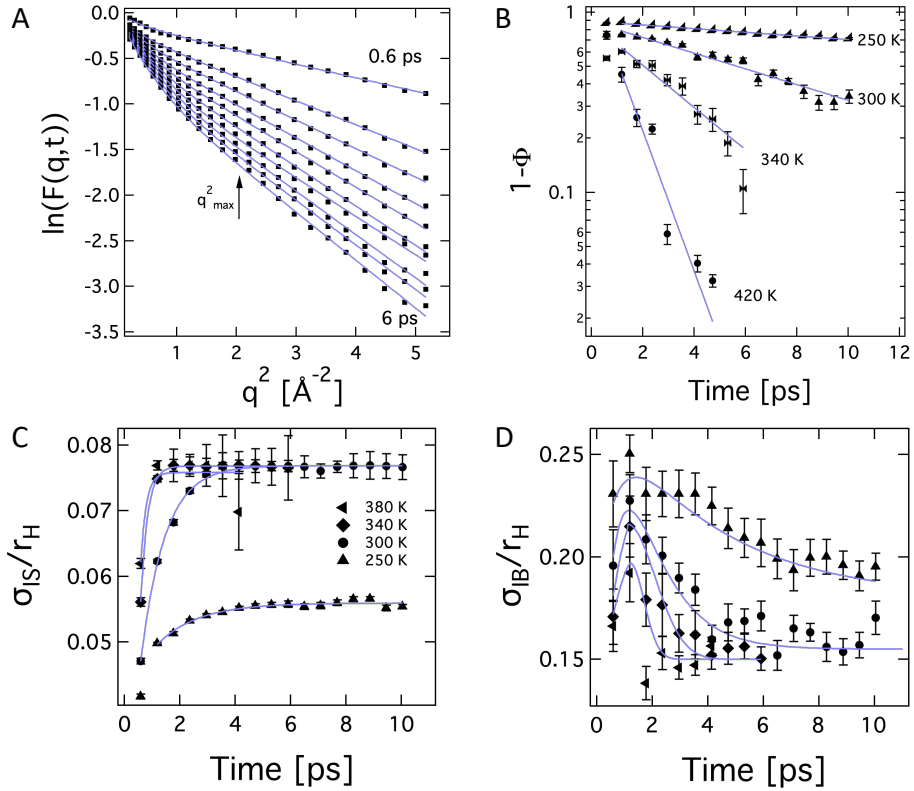 A
0.0
-0.5
-1.0
-1.5
-2.0
-2.5
-3.0
-3.5
ln(F(q,t))
0.6 ps
q²max
6 ps
1 2 3 4 5
q² [Å⁻²]
B
1
8
6
5
4
3
2
0.1
8
6
5
4
3
2
1-Φ
250 K
300 K
340 K
420 K
0 2 4 6 8 10 12
Time [ps]
C
0.08
0.07
0.06
0.05
σIS/rH
380 K
340 K
300 K
250 K
0 2 4 6 8 10
Time [ps]
D
0.25
0.20
0.15
σIB/rH
0 2 4 6 8 10
Time [ps]